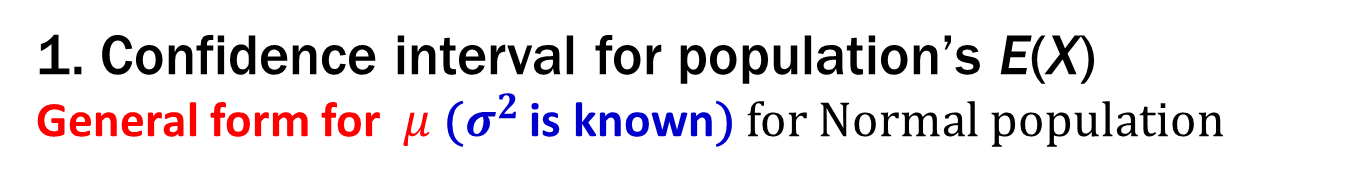 1. Confidence interval for population’s E(X)
General form for μ (σ² is known) for Normal population